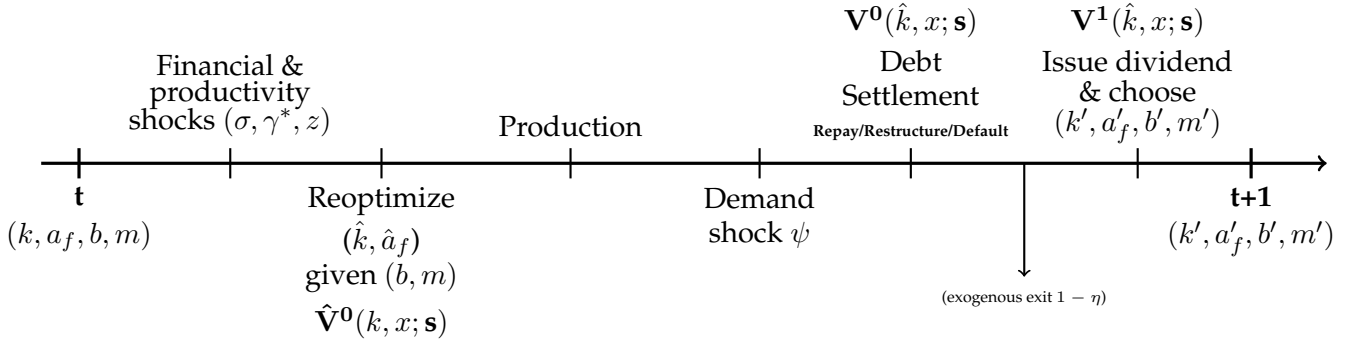 Financial &
productivity
shocks (σ, γ*, z)
Production
V⁰(k̂, x; s)
Debt
Settlement
Repay/Restructure/Default
V¹(k̂, x; s)
Issue dividend
& choose
(k′, a′_f, b′, m′)
t
(k, a_f, b, m)
Reoptimize
(k̂, â_f)
given (b, m)
V̂⁰(k, x; s)
Demand
shock ψ
(exogenous exit 1 − η)
t+1
(k′, a′_f, b′, m′)